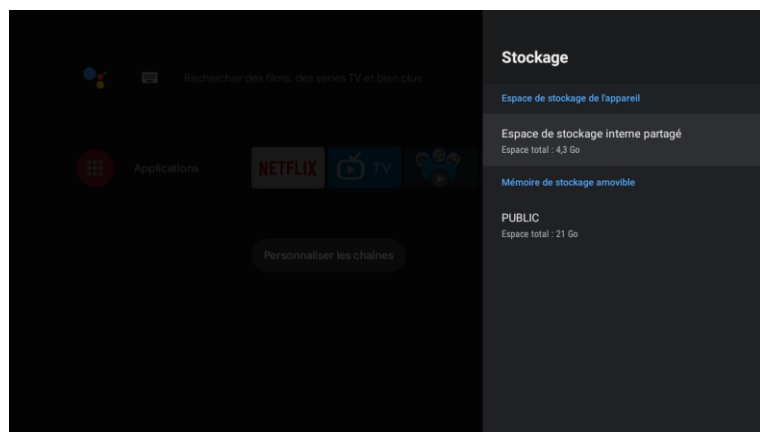 Stockage
Rechercher des films, des séries TV et bien plus
Espace de stockage de l'appareil
Espace de stockage interne partagé
Espace total : 4,3 Go
Applications
NETFLIX
TV
Mémoire de stockage amovible
PUBLIC
Espace total : 21 Go
Personnaliser les chaînes